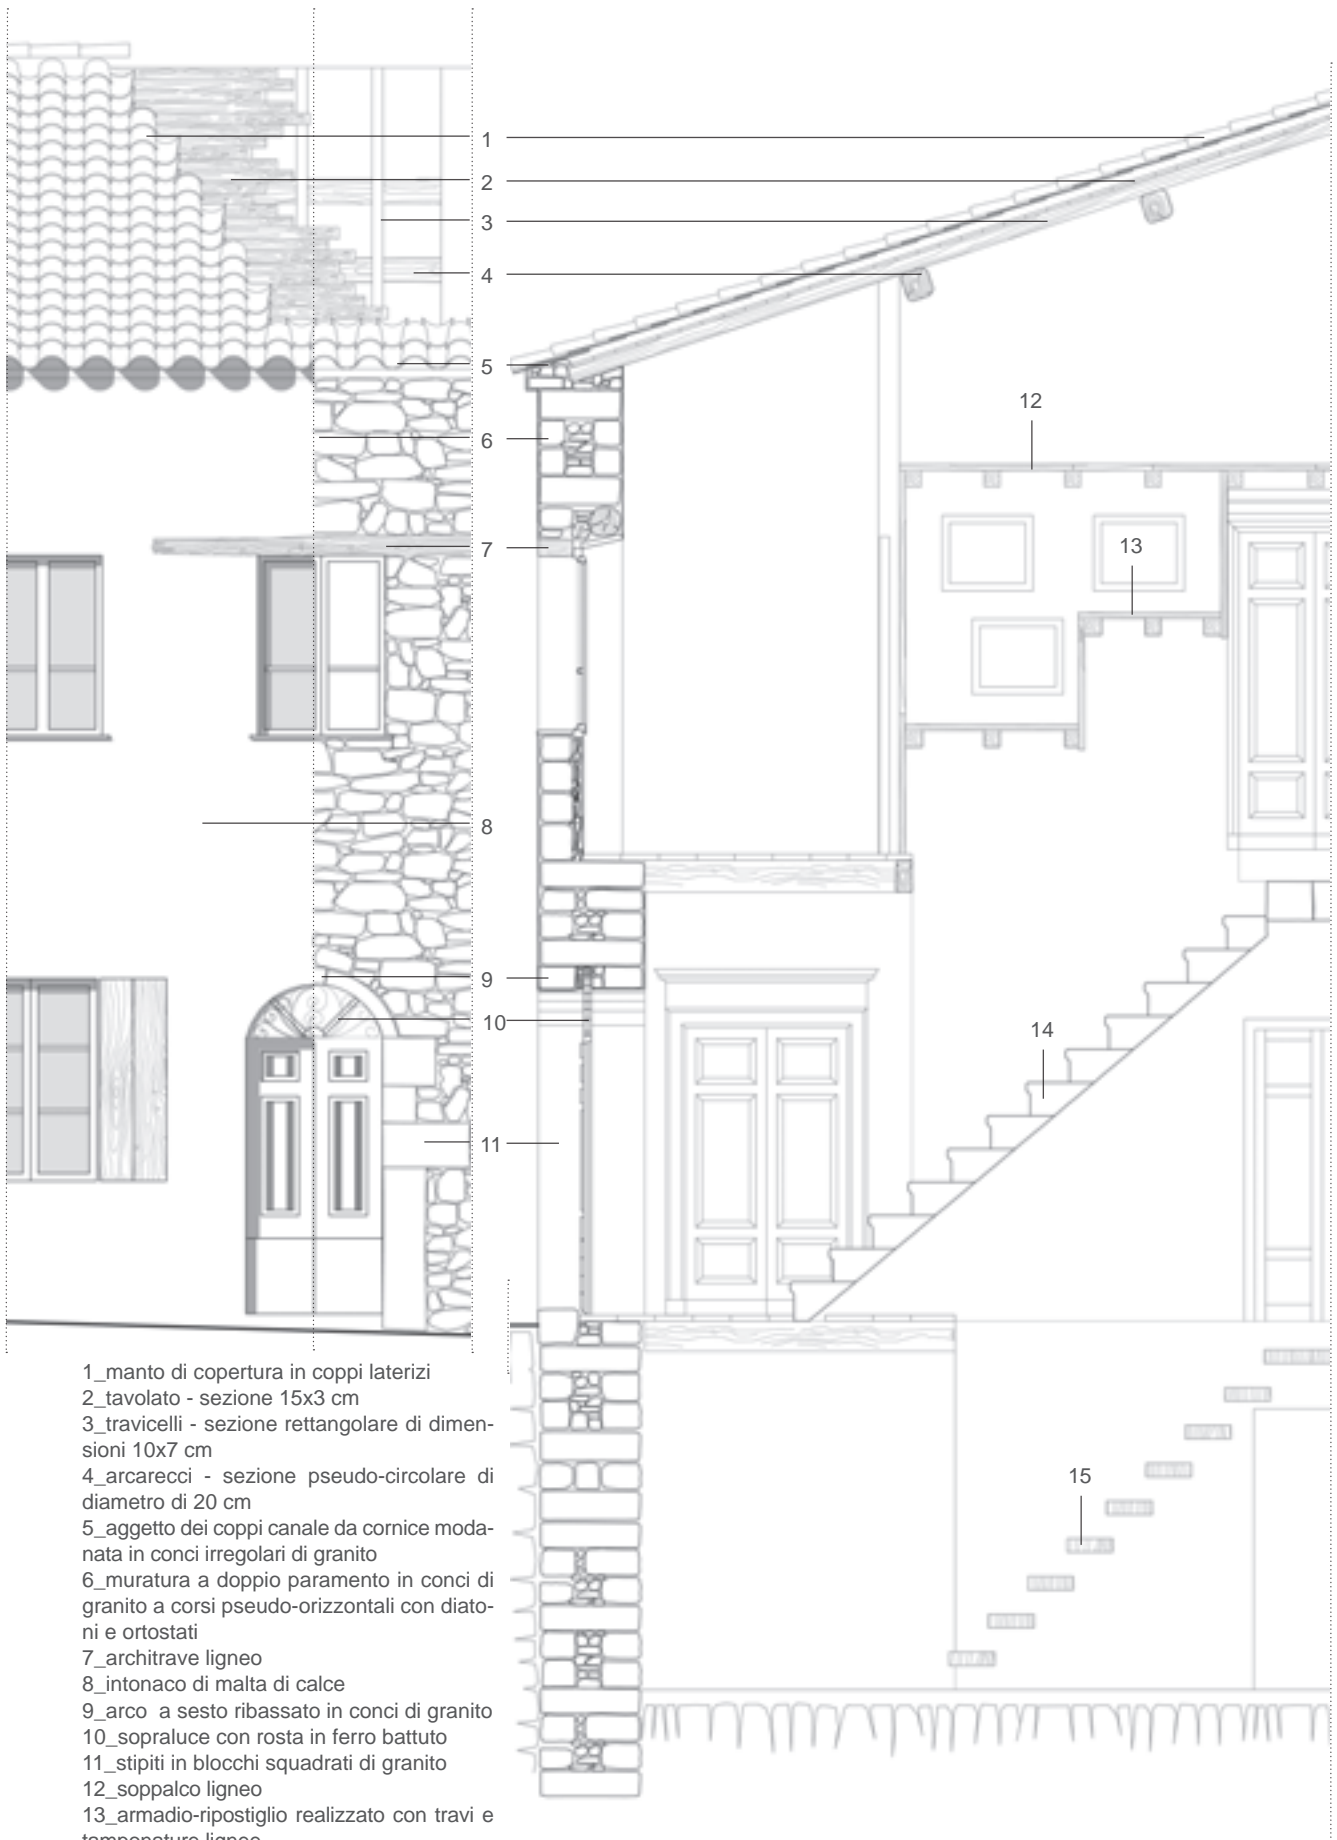 1
2
3
4
5
6
7
8
9
10
11
12
13
14
15
1_manto di copertura in coppi laterizi
2_tavolato - sezione 15x3 cm
3_travicelli - sezione rettangolare di dimen-
sioni 10x7 cm
4_arcarecci - sezione pseudo-circolare di
diametro di 20 cm
5_aggetto dei coppi canale da cornice moda-
nata in conci irregolari di granito
6_muratura a doppio paramento in conci di
granito a corsi pseudo-orizzontali con diato-
ni e ortostati
7_architrave ligneo
8_intonaco di malta di calce
9_arco a sesto ribassato in conci di granito
10_sopraluce con rosta in ferro battuto
11_stipiti in blocchi squadrati di granito
12_soppalco ligneo
13_armadio-ripostiglio realizzato con travi e